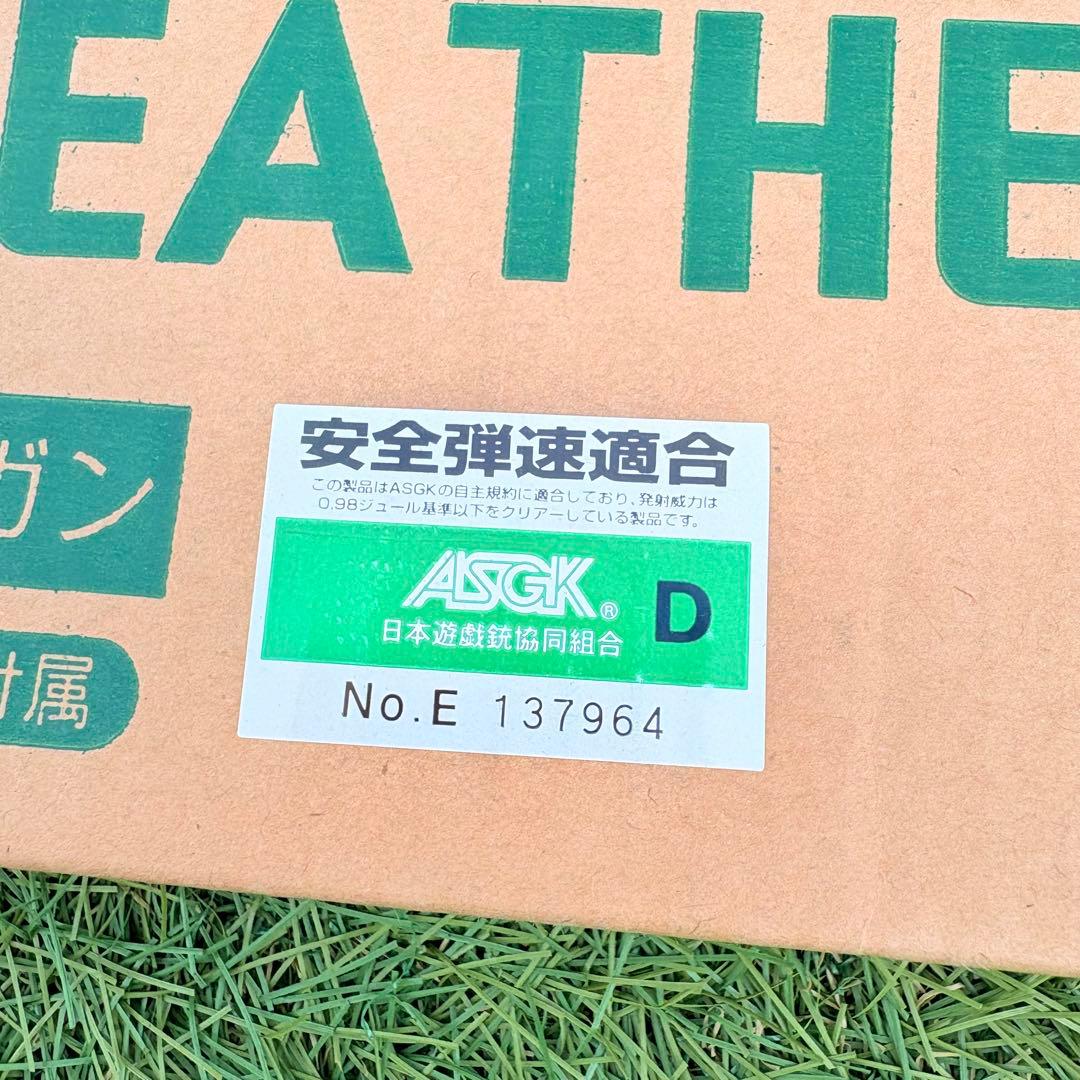 EATHE
安全弾速適合
この製品はASGKの自主規約に適合しており、発射威力は
0.98ジュール基準以下をクリアーしている製品です。
ガン
ASGK® D
日本遊戯銃協同組合
付属
No.E 137964